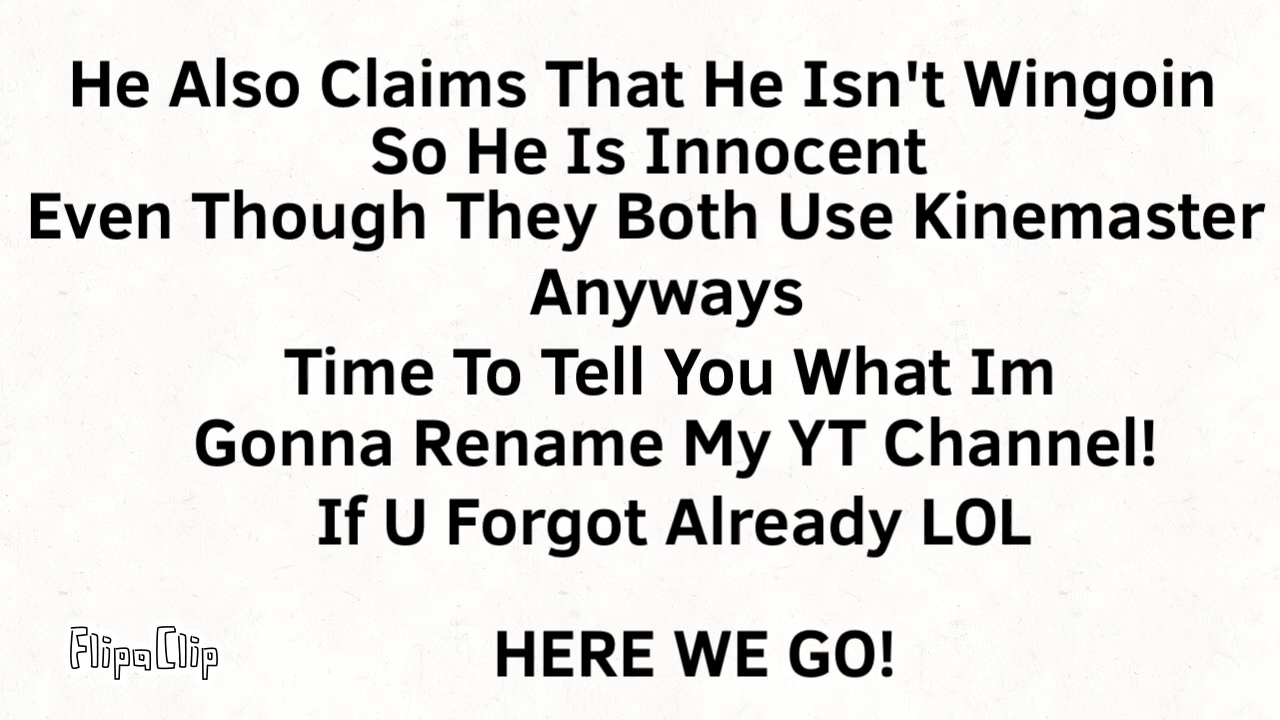 He Also Claims That He Isn't Wingoin
So He Is Innocent
Even Though They Both Use Kinemaster
Anyways
Time To Tell You What Im
Gonna Rename My YT Channel!
If U Forgot Already LOL
HERE WE GO!
FlipaClip